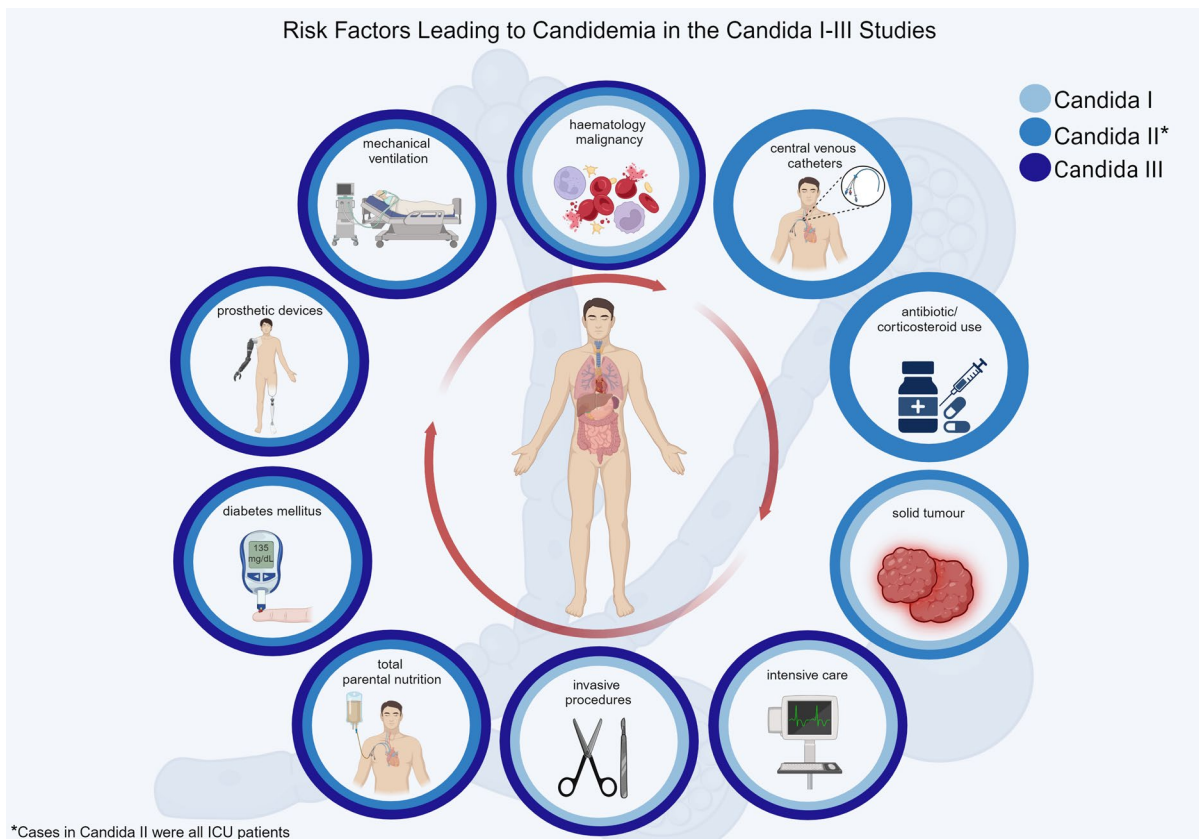 Risk Factors Leading to Candidemia in the Candida I-III Studies
Candida I
Candida II*
Candida III
haematology
malignancy
central venous
catheters
antibiotic/
corticosteroid use
solid tumour
intensive care
invasive
procedures
total
parental nutrition
diabetes mellitus
135
mg/dL
prosthetic devices
mechanical
ventilation
*Cases in Candida II were all ICU patients